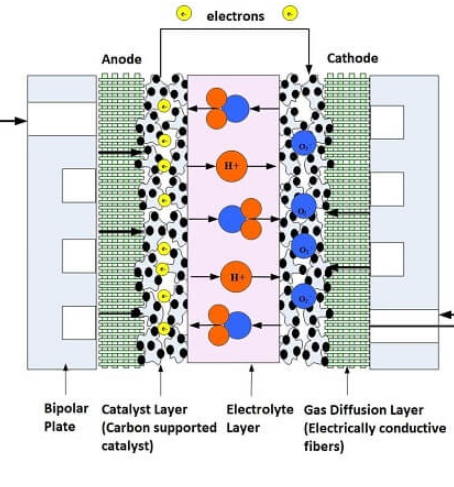 e- electrons e-
Anode
Cathode
e-
e-
O₂
e-
H+
e-
O₂
e-
O₂
e-
H+
e-
O₂
e-
Bipolar
Plate
Catalyst Layer
(Carbon supported
catalyst)
Electrolyte
Layer
Gas Diffusion Layer
(Electrically conductive
fibers)